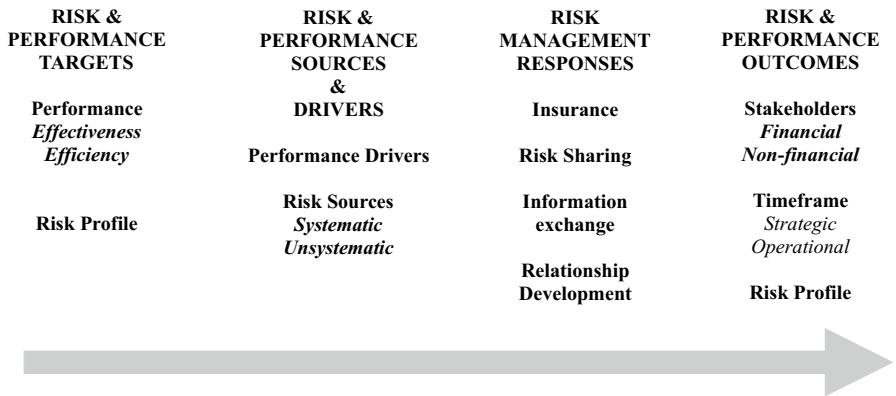 RISK &
PERFORMANCE
TARGETS
Performance
Effectiveness
Efficiency
Risk Profile
RISK &
PERFORMANCE
SOURCES
&
DRIVERS
Performance Drivers
Risk Sources
Systematic
Unsystematic
RISK
MANAGEMENT
RESPONSES
Insurance
Risk Sharing
Information
exchange
Relationship
Development
RISK &
PERFORMANCE
OUTCOMES
Stakeholders
Financial
Non-financial
Timeframe
Strategic
Operational
Risk Profile